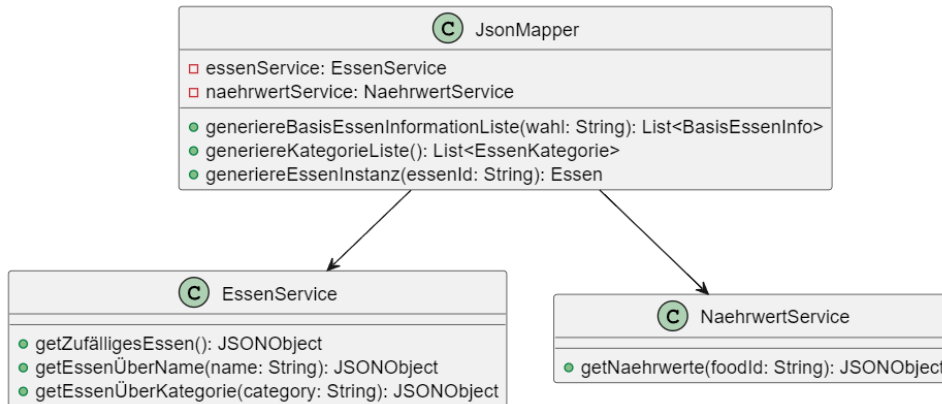 C JsonMapper
essenService: EssenService
naehrwertService: NaehrwertService
generiereBasisEssenInformationListe(wahl: String): List<BasisEssenInfo>
generiereKategorieListe(): List<EssenKategorie>
generiereEssenInstanz(essenId: String): Essen
C EssenService
getZufälligesEssen(): JSONObject
getEssenÜberName(name: String): JSONObject
getEssenÜberKategorie(category: String): JSONObject
C NaehrwertService
getNaehrwerte(foodId: String): JSONObject